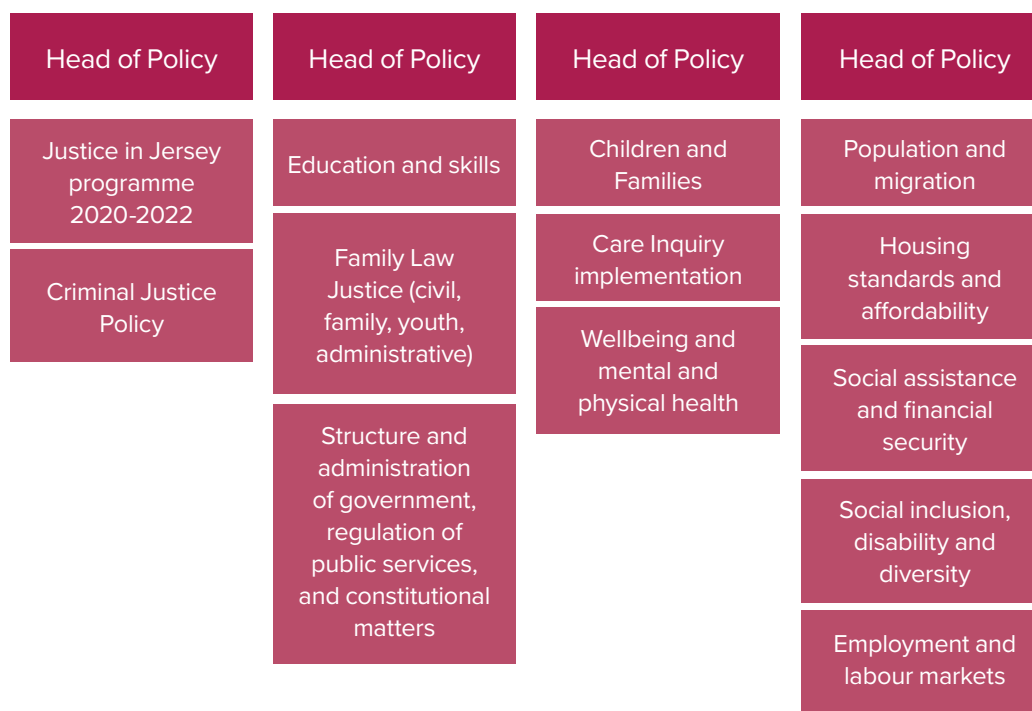 Head of Policy
Justice in Jersey
programme
2020-2022
Criminal Justice
Policy
Head of Policy
Education and skills
Family Law
Justice (civil,
family, youth,
administrative)
Structure and
administration
of government,
regulation of
public services,
and constitutional
matters
Head of Policy
Children and
Families
Care Inquiry
implementation
Wellbeing and
mental and
physical health
Head of Policy
Population and
migration
Housing
standards and
affordability
Social assistance
and financial
security
Social inclusion,
disability and
diversity
Employment and
labour markets